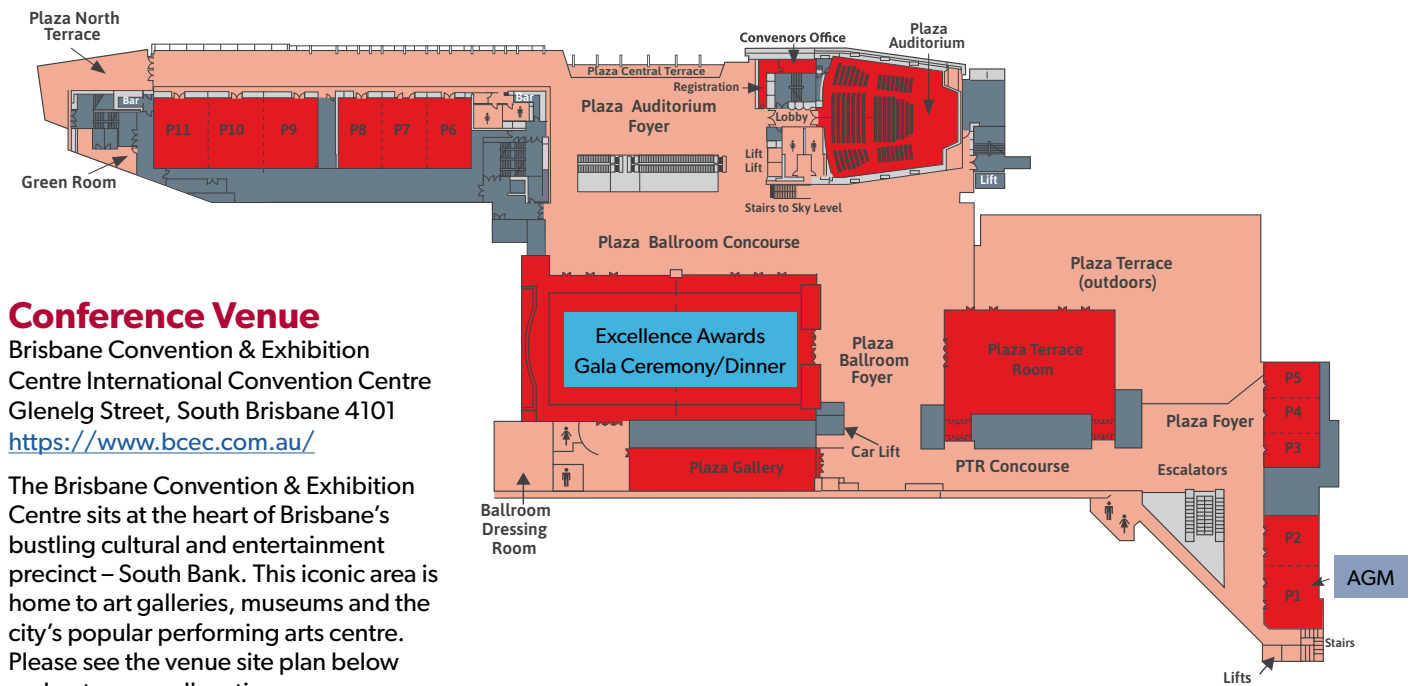 Plaza North
Terrace
Convenors Office
Plaza
Auditorium
Plaza Central Terrace
Registration
Bar
Bar
Plaza Auditorium
Foyer
Lobby
P11
P10
P9
P8
P7
P6
Lift
Lift
Lift
Green Room
Stairs to Sky Level
Plaza Ballroom Concourse
Plaza Terrace
(outdoors)
Conference Venue
Brisbane Convention & Exhibition
Centre International Convention Centre
Glenelg Street, South Brisbane 4101
https://www.bcec.com.au/
The Brisbane Convention & Exhibition
Centre sits at the heart of Brisbane’s
bustling cultural and entertainment
precinct – South Bank. This iconic area is
home to art galleries, museums and the
city’s popular performing arts centre.
Please see the venue site plan below
Excellence Awards
Gala Ceremony/Dinner
Plaza
Ballroom
Foyer
Plaza Terrace
Room
P5
P4
P3
Plaza Foyer
Car Lift
Plaza Gallery
PTR Concourse
Escalators
Ballroom
Dressing
Room
P2
P1
AGM
Stairs
Lifts